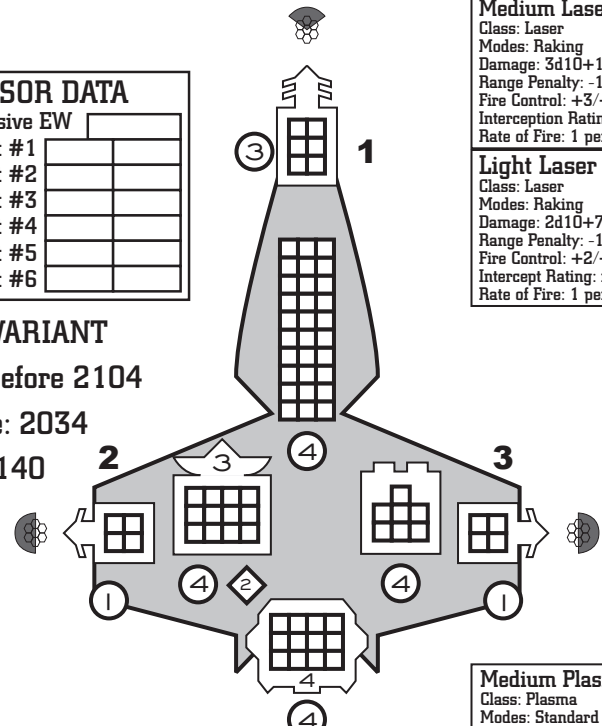 Medium Lase
Class: Laser
Modes: Raking
Damage: 3d10+1
Range Penalty: -1
Fire Control: +3/
Interception Ratin
Rate of Fire: 1 pe
Light Laser
Class: Laser
Modes: Raking
Damage: 2d10+7
Range Penalty: -1
Fire Control: +2/
Intercept Rating:
Rate of Fire: 1 pe
SOR DATA
sive EW
#1
#2
#3
#4
#5
#6
VARIANT
efore 2104
: 2034
140
3
1
4
2
3
3
4
2
4
1
1
4
4
Medium Plas
Class: Plasma
Modes: Standard